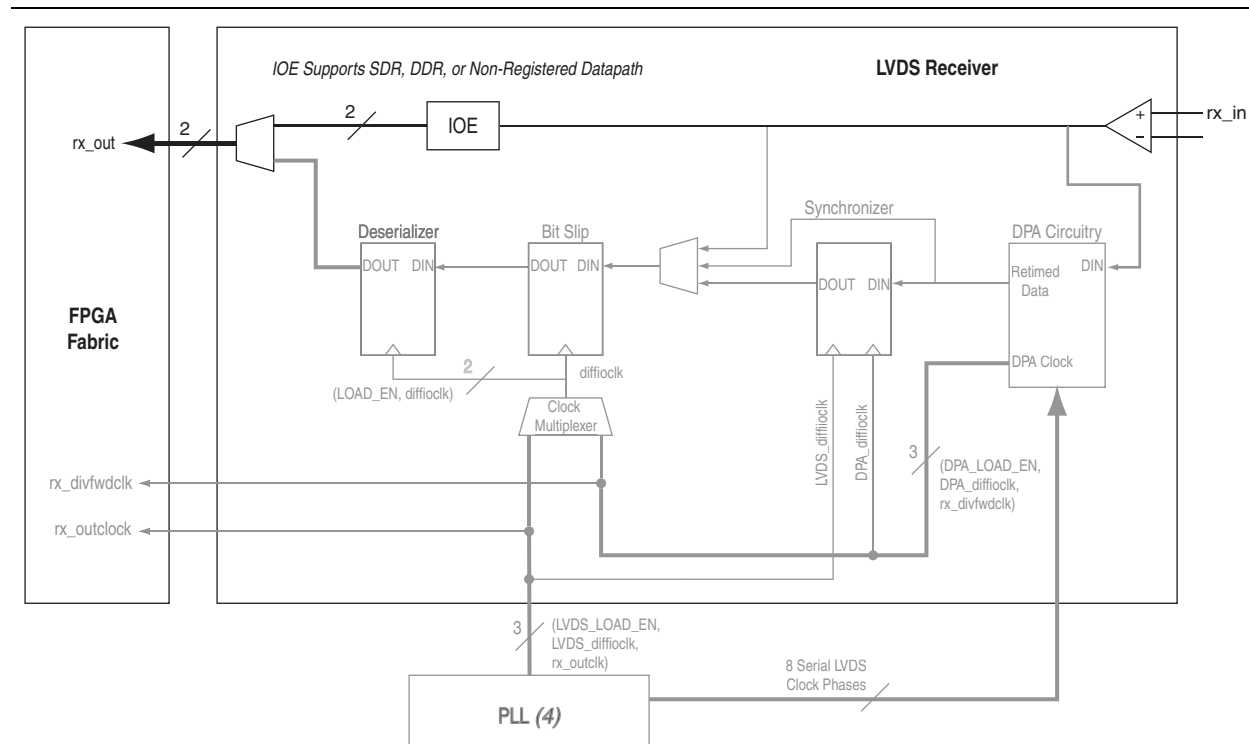 IOE Supports SDR, DDR, or Non-Registered Datapath
LVDS Receiver
rx_in
+
–
2
IOE
2
rx_out
Synchronizer
Deserializer
Bit Slip
DPA Circuitry
DOUT DIN
DOUT DIN
DOUT DIN
Retimed
Data
DIN
DPA Clock
FPGA
Fabric
2
(LOAD_EN, diffioclk)
diffioclk
Clock
Multiplexer
LVDS_diffioclk
DPA_diffioclk
3
(DPA_LOAD_EN,
DPA_diffioclk,
rx_divfwdclk)
rx_divfwdclk
rx_outclock
3
(LVDS_LOAD_EN,
LVDS_diffioclk,
rx_outclk)
8 Serial LVDS
Clock Phases
PLL (4)